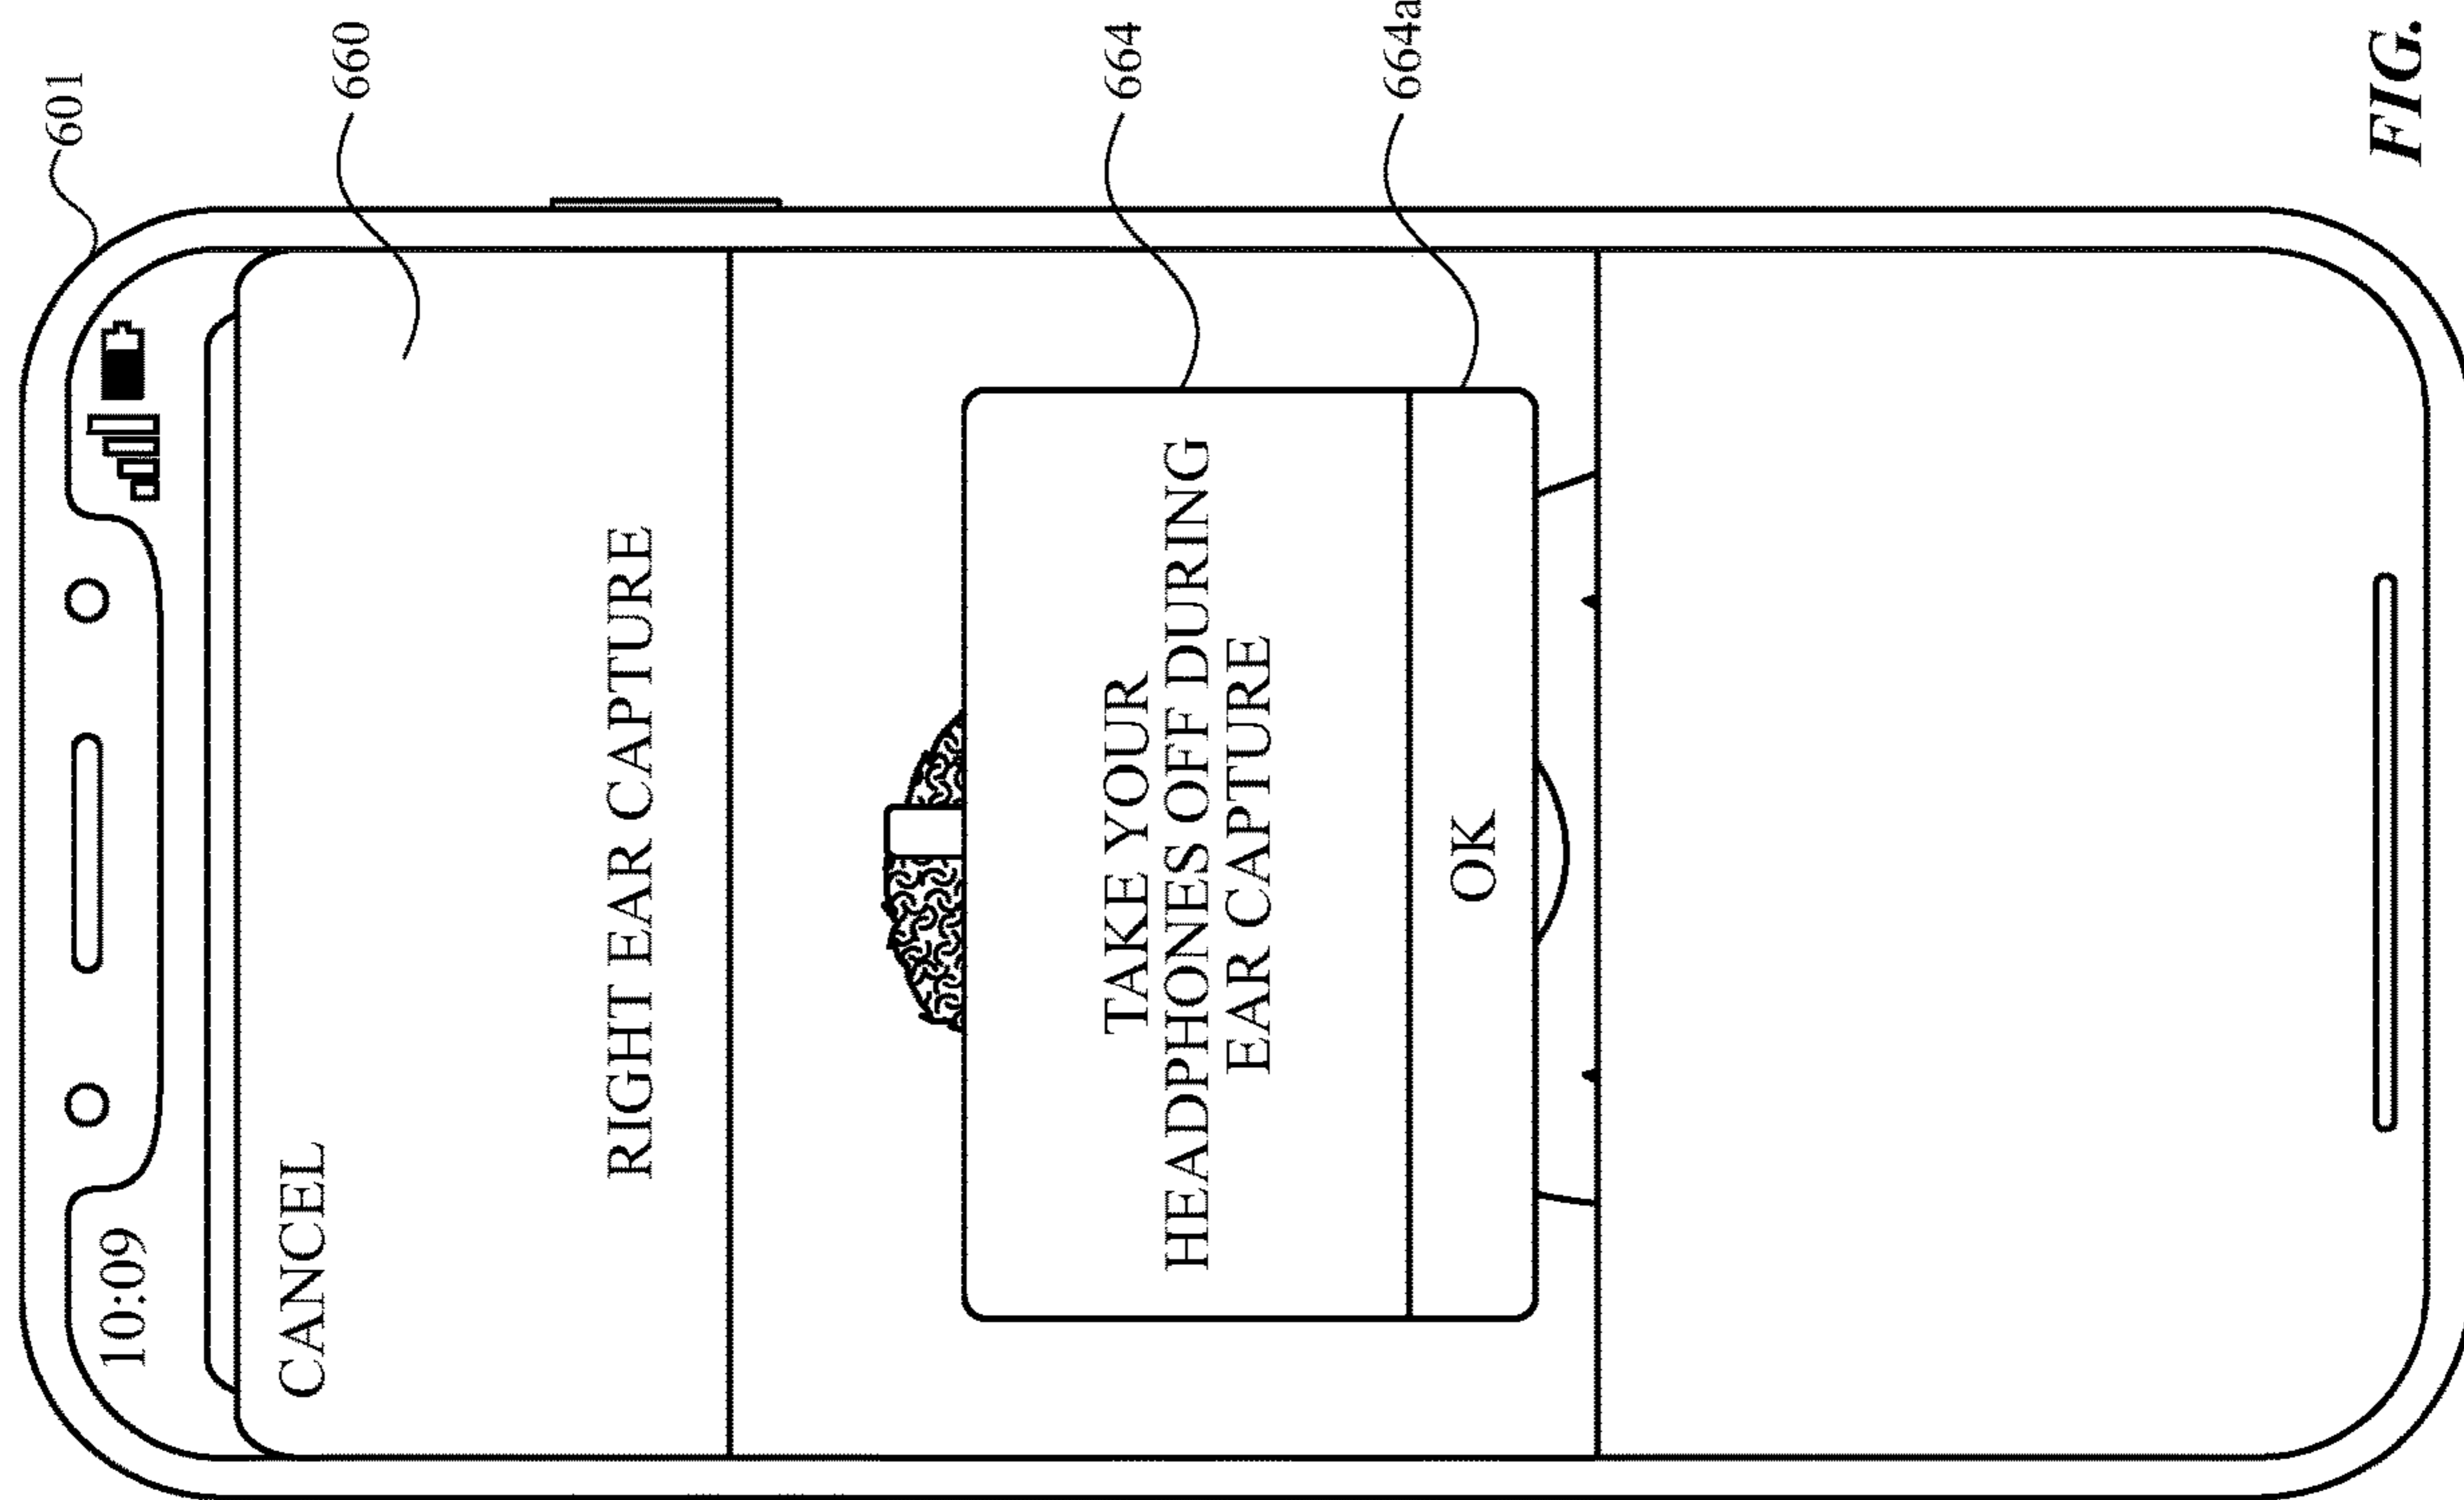 601
10:09
660
CANCEL
RIGHT EAR CAPTURE
664
TAKE YOUR
HEADPHONES OFF DURING
EAR CAPTURE
664a
OK
FIG.